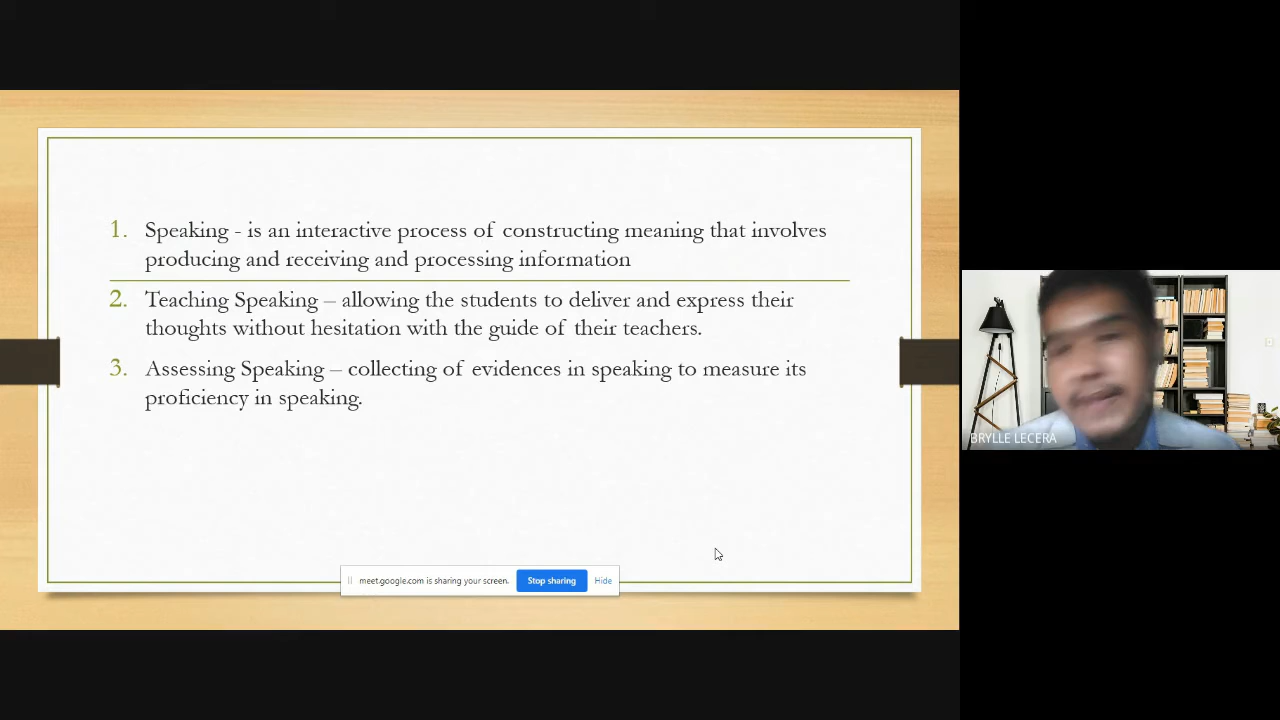 1. Speaking - is an interactive process of constructing meaning that involves
producing and receiving and processing information
2. Teaching Speaking – allowing the students to deliver and express their
thoughts without hesitation with the guide of their teachers.
3. Assessing Speaking – collecting of evidences in speaking to measure its
proficiency in speaking.
BRYLLE LECERA
meet.google.com is sharing your screen. Stop sharing Hide